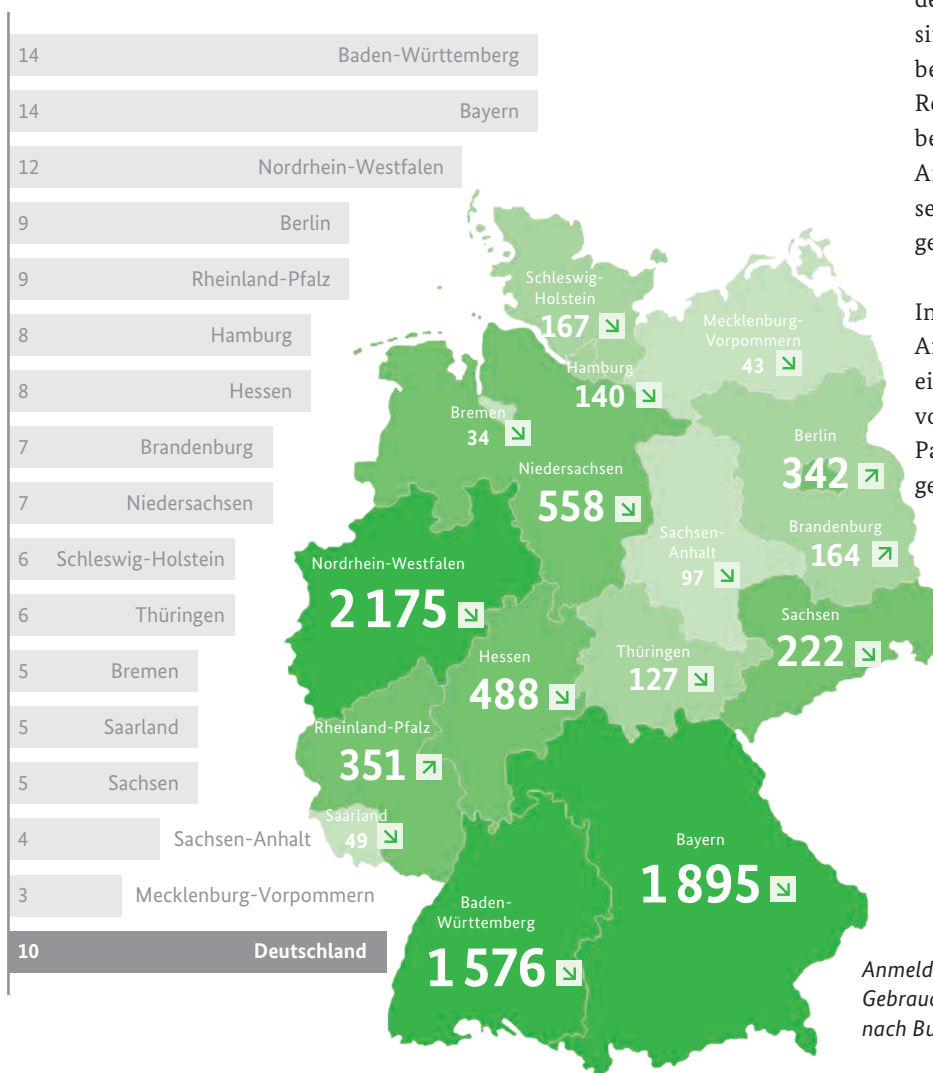 14 Baden-Württemberg
14 Bayern
12 Nordrhein-Westfalen
9 Berlin
9 Rheinland-Pfalz
8 Hamburg
8 Hessen
7 Brandenburg
7 Niedersachsen
6 Schleswig-Holstein
6 Thüringen
5 Bremen
5 Saarland
5 Sachsen
4 Sachsen-Anhalt
3 Mecklenburg-Vorpommern
10 Deutschland
Schleswig-
Holstein
167
Mecklenburg-
Vorpommern
43
Hamburg
140
Bremen
34
Niedersachsen
558
Berlin
342
Brandenburg
164
Sachsen-
Anhalt
97
Nordrhein-Westfalen
2 175
Sachsen
222
Hessen
488
Thüringen
127
Rheinland-Pfalz
351
Saarland
49
Bayern
1 895
Baden-
Württemberg
1 576
Anmeld
Gebrauc
nach Bu